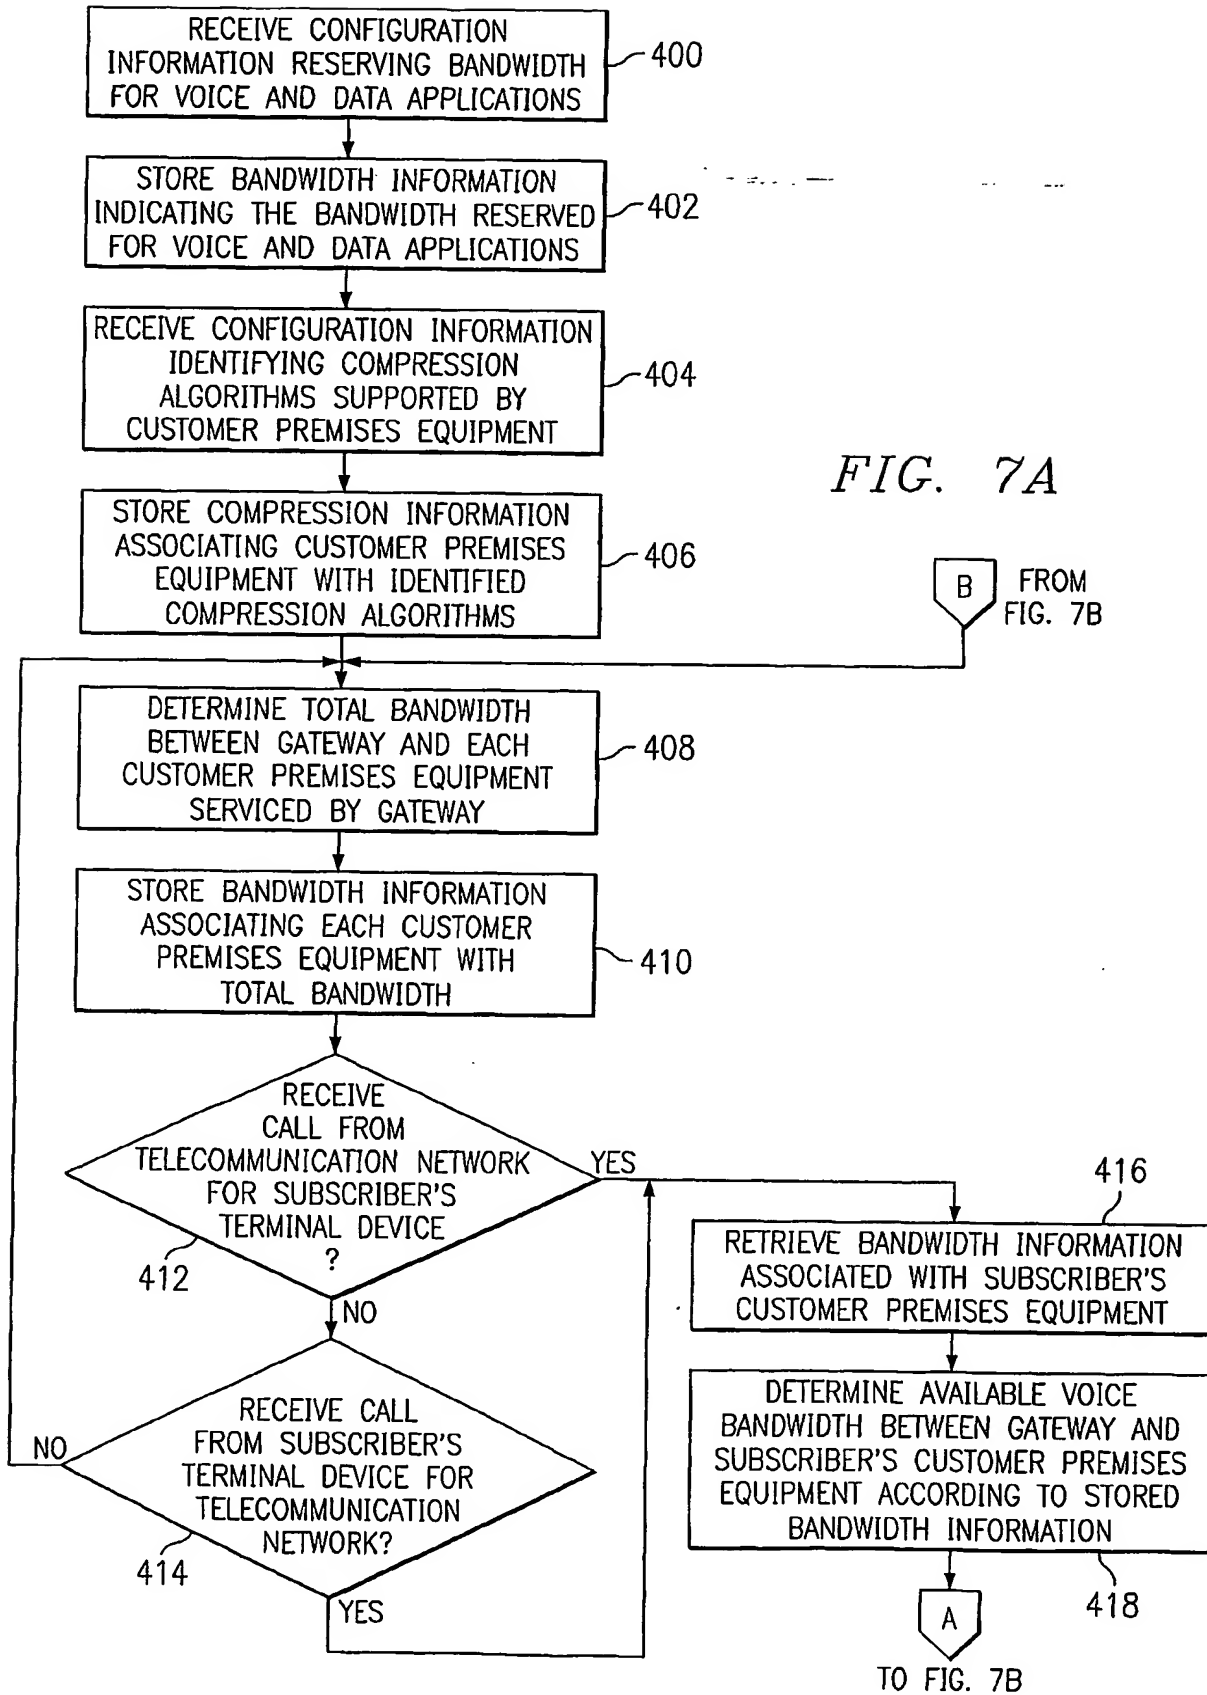 RECEIVE CONFIGURATION
INFORMATION RESERVING BANDWIDTH
FOR VOICE AND DATA APPLICATIONS
400
STORE BANDWIDTH INFORMATION
INDICATING THE BANDWIDTH RESERVED
FOR VOICE AND DATA APPLICATIONS
402
RECEIVE CONFIGURATION INFORMATION
IDENTIFYING COMPRESSION
ALGORITHMS SUPPORTED BY
CUSTOMER PREMISES EQUIPMENT
404
FIG. 7A
STORE COMPRESSION INFORMATION
ASSOCIATING CUSTOMER PREMISES
EQUIPMENT WITH IDENTIFIED
COMPRESSION ALGORITHMS
406
B
FROM
FIG. 7B
DETERMINE TOTAL BANDWIDTH
BETWEEN GATEWAY AND EACH
CUSTOMER PREMISES EQUIPMENT
SERVICED BY GATEWAY
408
STORE BANDWIDTH INFORMATION
ASSOCIATING EACH CUSTOMER
PREMISES EQUIPMENT WITH
TOTAL BANDWIDTH
410
RECEIVE
CALL FROM
TELECOMMUNICATION NETWORK
FOR SUBSCRIBER'S
TERMINAL DEVICE
?
YES
412
NO
RECEIVE CALL
FROM SUBSCRIBER'S
TERMINAL DEVICE FOR
TELECOMMUNICATION
NETWORK?
NO
414
YES
416
RETRIEVE BANDWIDTH INFORMATION
ASSOCIATED WITH SUBSCRIBER'S
CUSTOMER PREMISES EQUIPMENT
DETERMINE AVAILABLE VOICE
BANDWIDTH BETWEEN GATEWAY AND
SUBSCRIBER'S CUSTOMER PREMISES
EQUIPMENT ACCORDING TO STORED
BANDWIDTH INFORMATION
418
A
TO FIG. 7B